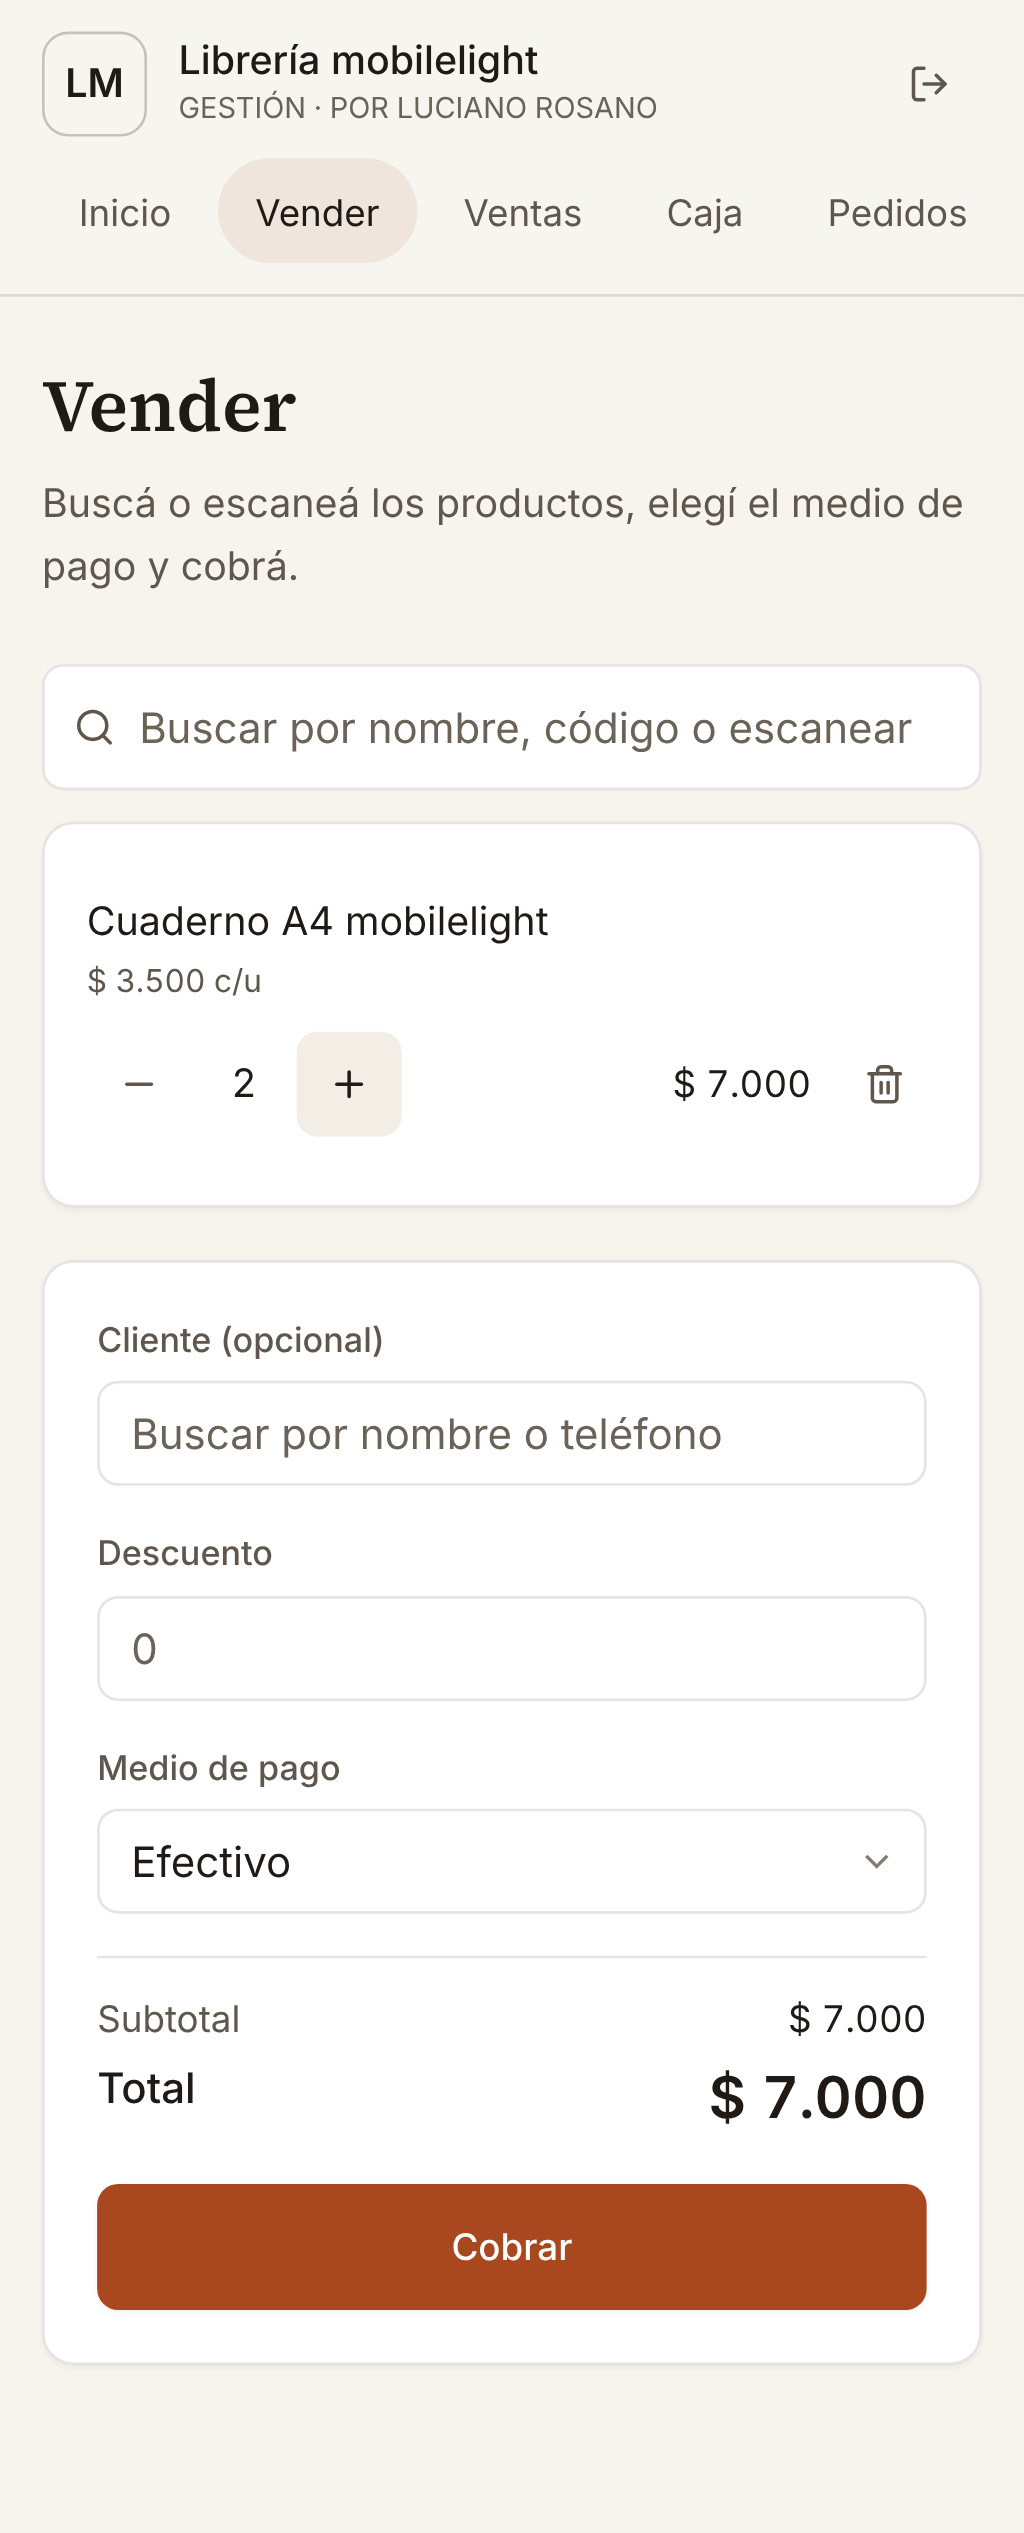 LM
Librería mobilelight
GESTIÓN · POR LUCIANO ROSANO
Inicio Vender Ventas Caja Pedidos
Vender
Buscá o escaneá los productos, elegí el medio de
pago y cobrá.
Buscar por nombre, código o escanear
Cuaderno A4 mobilelight
$ 3.500 c/u
2 $ 7.000
Cliente (opcional)
Buscar por nombre o teléfono
Descuento
0
Medio de pago
Efectivo
Subtotal $ 7.000
Total $ 7.000
Cobrar